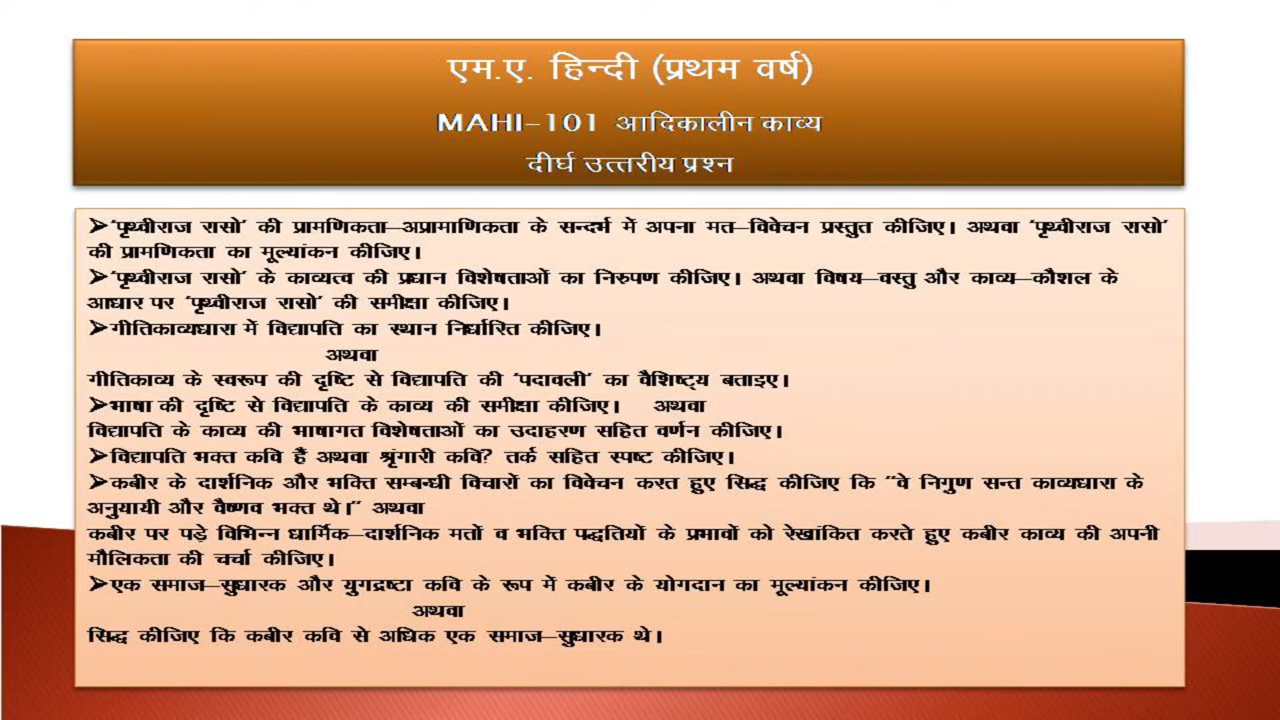 एम.ए. हिन्दी (प्रथम वर्ष)
MAHI-101 आदिकालीन काव्य
दीर्घ उत्तरीय प्रश्न
➢‘पृथ्वीराज रासो’ की प्रामणिकता–अप्रामाणिकता के सन्दर्भ में अपना मत–विवेचन प्रस्तुत कीजिए। अथवा ‘पृथ्वीराज रासो’
की प्रामणिकता का मूल्यांकन कीजिए।
➢‘पृथ्वीराज रासो’ के काव्यत्व की प्रधान विशेषताओं का निरुपण कीजिए। अथवा विषय–वस्तु और काव्य–कौशल के
आधार पर ‘पृथ्वीराज रासो’ की समीक्षा कीजिए।
➢गीतिकाव्यधारा में विद्यापति का स्थान निर्धारित कीजिए।
अथवा
गीतिकाव्य के स्वरूप की दृष्टि से विद्यापति की ‘पदावली’ का वैशिष्ट्य बताइए।
➢भाषा की दृष्टि से विद्यापति के काव्य की समीक्षा कीजिए। अथवा
विद्यापति के काव्य की भाषागत विशेषताओं का उदाहरण सहित वर्णन कीजिए।
➢विद्यापति भक्त कवि हैं अथवा श्रृंगारी कवि? तर्क सहित स्पष्ट कीजिए।
➢कबीर के दार्शनिक और भक्ति सम्बन्धी विचारों का विवेचन करत हुए सिद्ध कीजिए कि “वे निगुण सन्त काव्यधारा के
अनुयायी और वैष्णव भक्त थे।” अथवा
कबीर पर पड़े विभिन्न धार्मिक–दार्शनिक मतों व भक्ति पद्धतियों के प्रभावों को रेखांकित करते हुए कबीर काव्य की अपनी
मौलिकता की चर्चा कीजिए।
➢एक समाज–सुधारक और युगद्रष्टा कवि के रूप में कबीर के योगदान का मूल्यांकन कीजिए।
अथवा
सिद्ध कीजिए कि कबीर कवि से अधिक एक समाज–सुधारक थे।